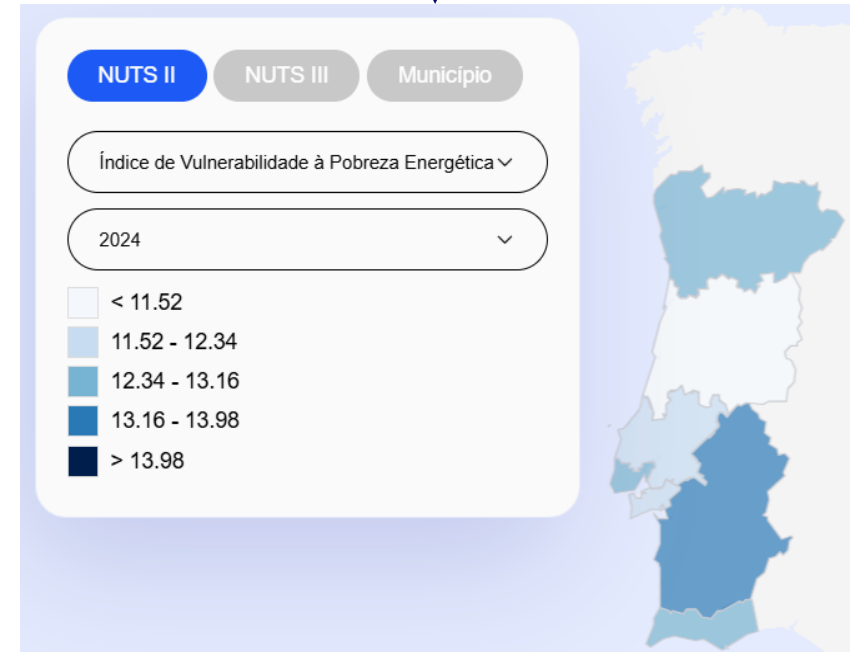 NUTS II NUTS III Município
Índice de Vulnerabilidade à Pobreza Energética
2024
< 11.52
11.52 - 12.34
12.34 - 13.16
13.16 - 13.98
> 13.98